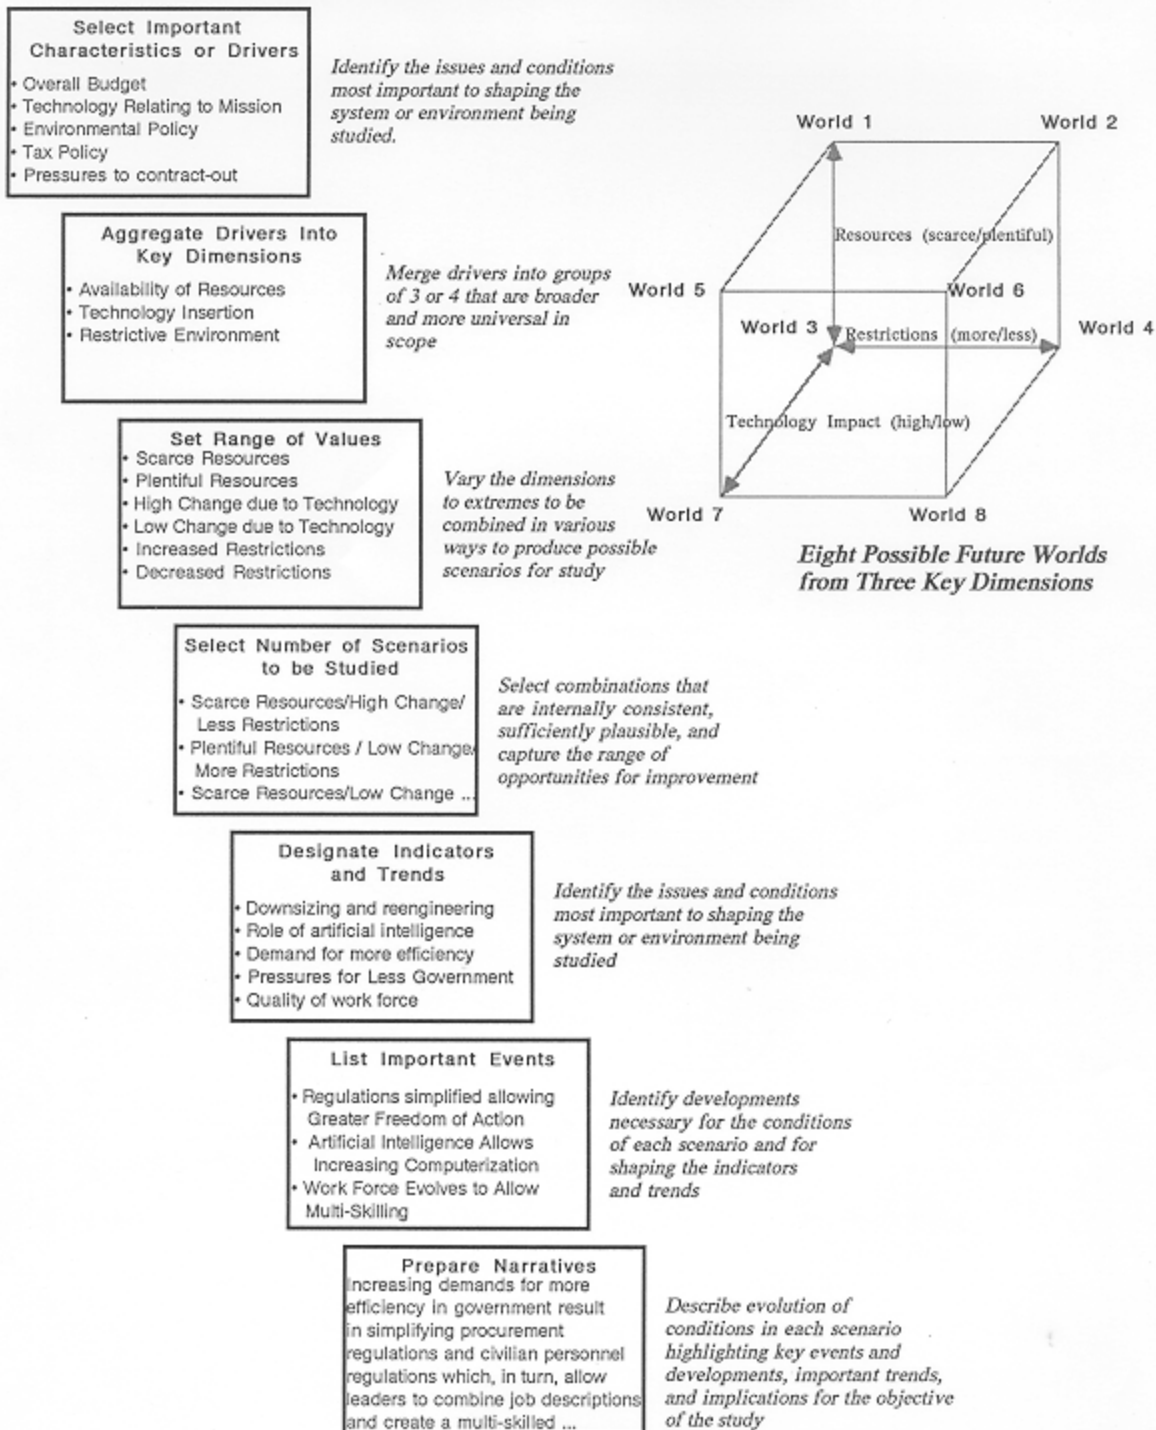 Select Important
Characteristics or Drivers
• Overall Budget
• Technology Relating to Mission
• Environmental Policy
• Tax Policy
• Pressures to contract-out
Identify the issues and conditions
most important to shaping the
system or environment being
studied.
Aggregate Drivers Into
Key Dimensions
• Availability of Resources
• Technology Insertion
• Restrictive Environment
Merge drivers into groups
of 3 or 4 that are broader
and more universal in
scope
Set Range of Values
• Scarce Resources
• Plentiful Resources
• High Change due to Technology
• Low Change due to Technology
• Increased Restrictions
• Decreased Restrictions
Vary the dimensions
to extremes to be
combined in various
ways to produce possible
scenarios for study
World 1
World 2
Resources (scarce/plentiful)
World 5
World 6
World 3
Restrictions (more/less)
World 4
Technology Impact (high/low)
World 7
World 8
Eight Possible Future Worlds
from Three Key Dimensions
Select Number of Scenarios
to be Studied
• Scarce Resources/High Change/
Less Restrictions
• Plentiful Resources / Low Change/
More Restrictions
• Scarce Resources/Low Change ...
Select combinations that
are internally consistent,
sufficiently plausible, and
capture the range of
opportunities for improvement
Designate Indicators
and Trends
• Downsizing and reengineering
• Role of artificial intelligence
• Demand for more efficiency
• Pressures for Less Government
• Quality of work force
Identify the issues and conditions
most important to shaping the
system or environment being
studied
List Important Events
• Regulations simplified allowing
Greater Freedom of Action
• Artificial Intelligence Allows
Increasing Computerization
• Work Force Evolves to Allow
Multi-Skilling
Identify developments
necessary for the conditions
of each scenario and for
shaping the indicators
and trends
Prepare Narratives
Increasing demands for more
efficiency in government result
in simplifying procurement
regulations and civilian personnel
regulations which, in turn, allow
leaders to combine job descriptions
and create a multi-skilled ...
Describe evolution of
conditions in each scenario
highlighting key events and
developments, important trends,
and implications for the objective
of the study